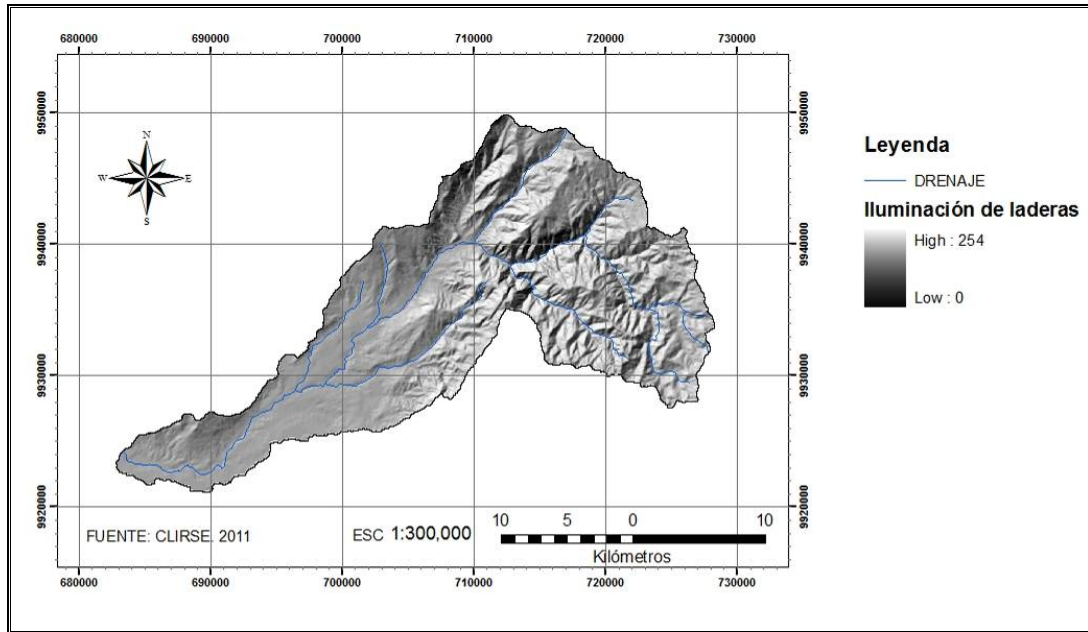 680000 690000 700000 710000 720000 730000
9950000 9950000
N
W E
S
9940000 9940000
9930000 9930000
9920000 9920000
Leyenda
DRENAJE
Iluminación de laderas
High : 254
Low : 0
FUENTE: CLIRSE. 2011
ESC 1:300,000
10 5 0 10
Kilómetros
680000 690000 700000 710000 720000 730000